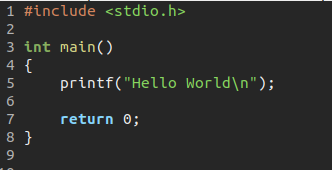 1 #include <stdio.h>
2
3 int main()
4 {
5     printf("Hello World\n");
6
7     return 0;
8 }
9